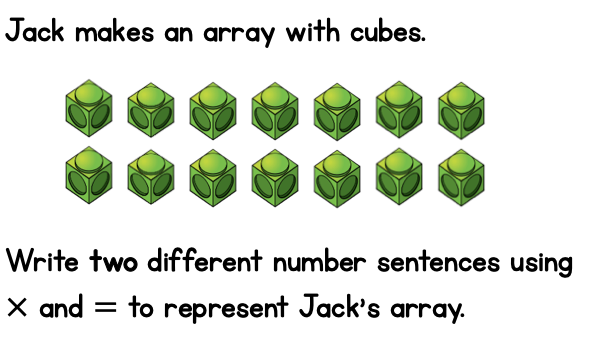 Jack makes an array with cubes.
Write two different number sentences using
× and = to represent Jack's array.